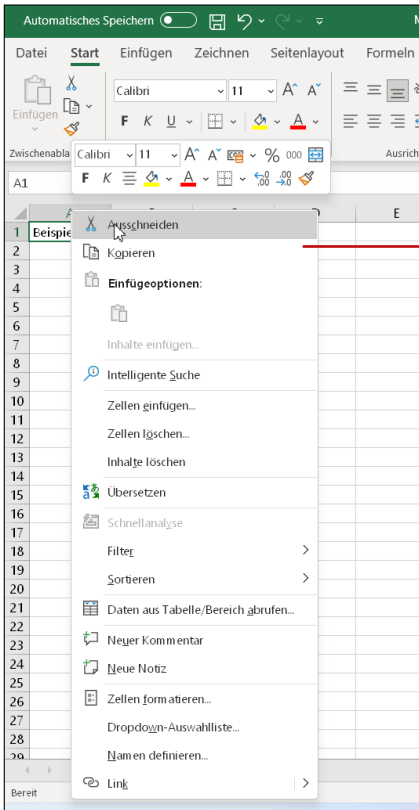 Automatisches Speichern
Datei Start Einfügen Zeichnen Seitenlayout Formeln
Calibri 11 A^ A˅
Einfügen
F K U A
Zwischenabla
Calibri 11 A^ A˅ % 000
F K A
Ausrich
A1
E
1 Beispie
2
3
4
5
6
7
8
9
10
11
12
13
14
15
16
17
18
19
20
21
22
23
24
25
26
27
28
29
Ausschneiden
Kopieren
Einfügeoptionen:
Inhalte einfügen...
Intelligente Suche
Zellen einfügen...
Zellen löschen...
Inhalte löschen
Übersetzen
Schnellanalyse
Filter
Sortieren
Daten aus Tabelle/Bereich abrufen...
Neuer Kommentar
Neue Notiz
Zellen formatieren...
Dropdown-Auswahlliste...
Namen definieren...
Link
Bereit